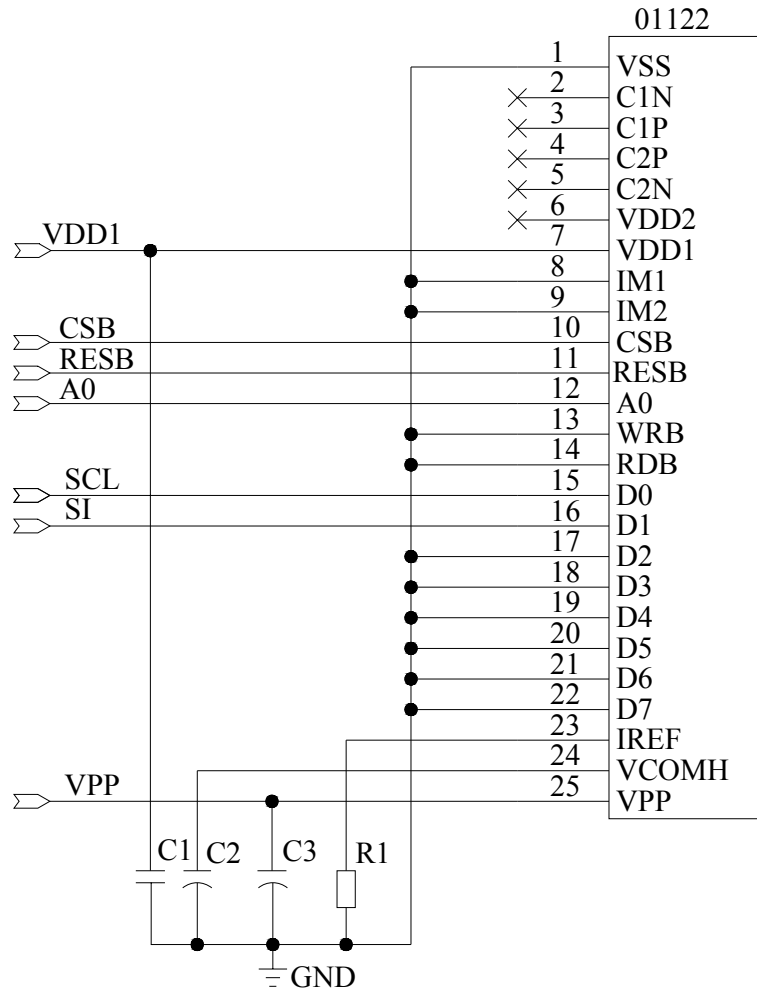 01122
1 VSS
2 C1N
3 C1P
4 C2P
5 C2N
6 VDD2
VDD1 7 VDD1
8 IM1
9 IM2
CSB 10 CSB
RESB 11 RESB
A0 12 A0
13 WRB
14 RDB
SCL 15 D0
SI 16 D1
17 D2
18 D3
19 D4
20 D5
21 D6
22 D7
23 IREF
24 VCOMH
VPP 25 VPP
C1 C2 C3 R1
GND